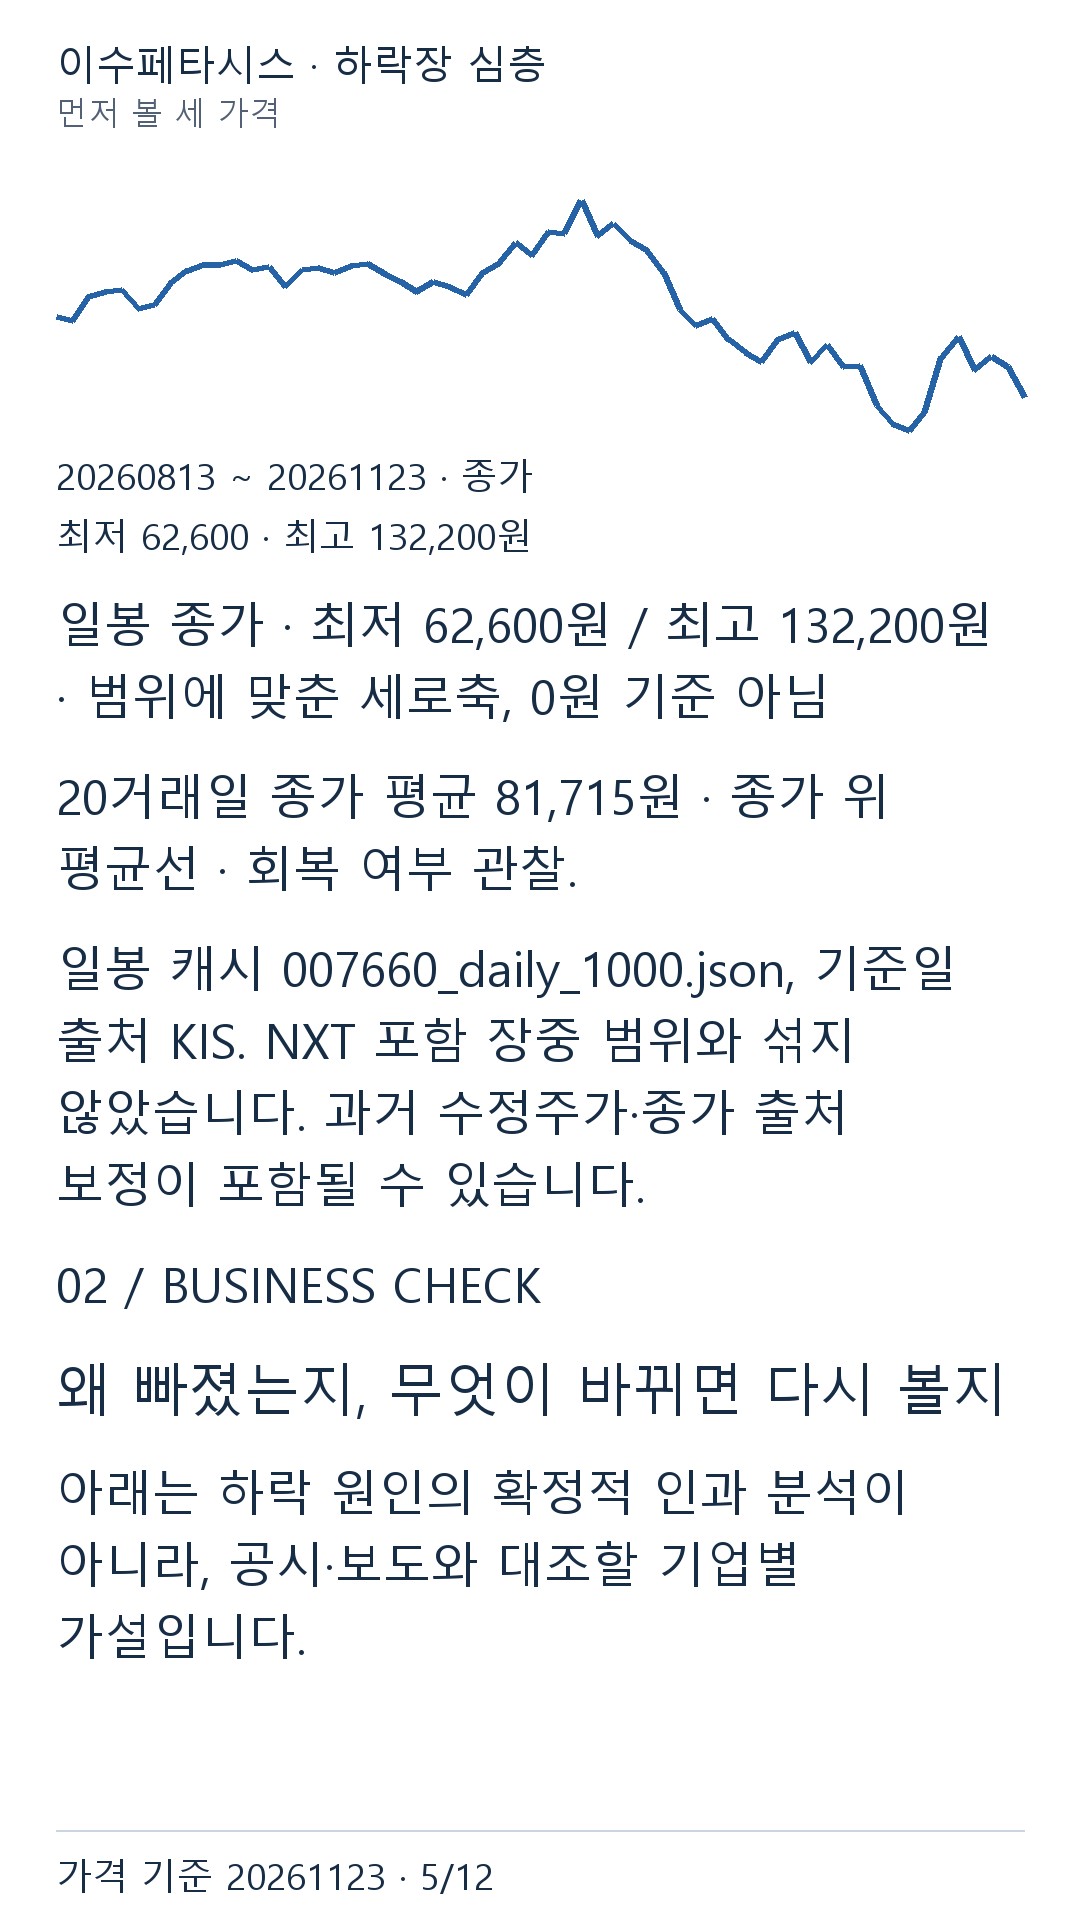 이수페타시스 · 하락장 심층
먼저 볼 세 가격
20260813 ~ 20261123 · 종가
최저 62,600 · 최고 132,200원
일봉 종가 · 최저 62,600원 / 최고 132,200원
· 범위에 맞춘 세로축, 0원 기준 아님
20거래일 종가 평균 81,715원 · 종가 위
평균선 · 회복 여부 관찰.
일봉 캐시 007660_daily_1000.json, 기준일
출처 KIS. NXT 포함 장중 범위와 섞지
않았습니다. 과거 수정주가·종가 출처
보정이 포함될 수 있습니다.
02 / BUSINESS CHECK
왜 빠졌는지, 무엇이 바뀌면 다시 볼지
아래는 하락 원인의 확정적 인과 분석이
아니라, 공시·보도와 대조할 기업별
가설입니다.
가격 기준 20261123 · 5/12